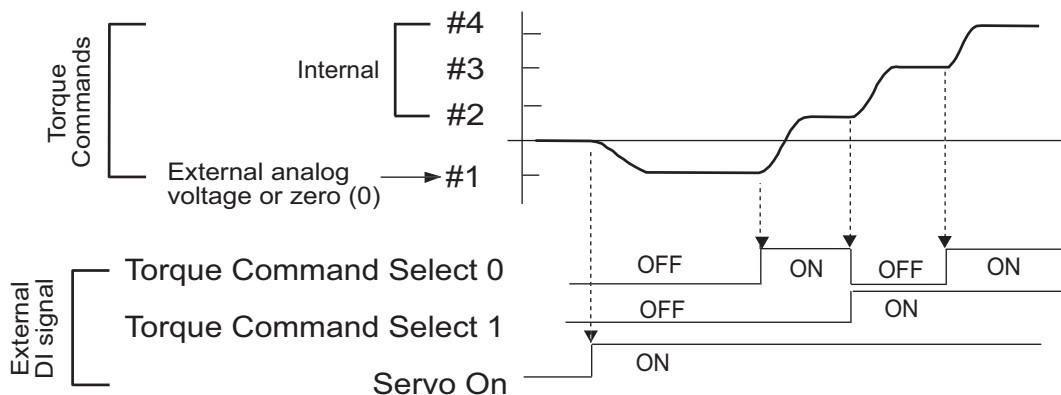 Torque
Commands
Internal
#4
#3
#2
External analog
voltage or zero (0)
#1
External
DI signal
Torque Command Select 0
OFF
ON
OFF
ON
Torque Command Select 1
OFF
ON
Servo On
ON